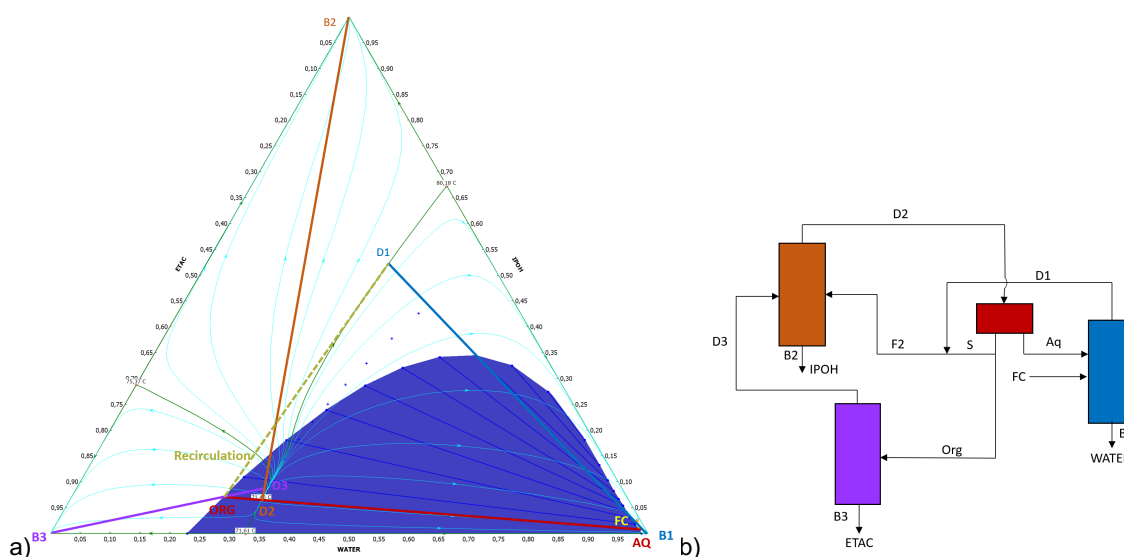 B2
0,05
0,95
0,10
0,90
0,15
0,85
0,20
0,80
0,25
0,75
0,30
0,70
80,18 C
0,35
0,65
0,40
0,60
ETAC
IPOH
0,45
0,55
D1
0,50
0,50
0,55
0,45
0,60
0,40
0,65
0,35
0,70
75,37 C
0,30
0,75
0,25
0,80
0,20
0,85
0,15
Recirculation
0,90
0,10
D3
ORG
D2
0,95
0,05
FC
B3
71,61 C
B1
AQ
0,05
0,10
0,15
0,20
0,25
0,30
0,35
0,40
0,45
0,50
0,55
0,60
0,65
0,70
0,75
0,80
0,85
0,90
0,95
WATER
a)
D2
D1
D3
F2
S
Aq
FC
B2
IPOH
B
WATER
Org
B3
ETAC
b)